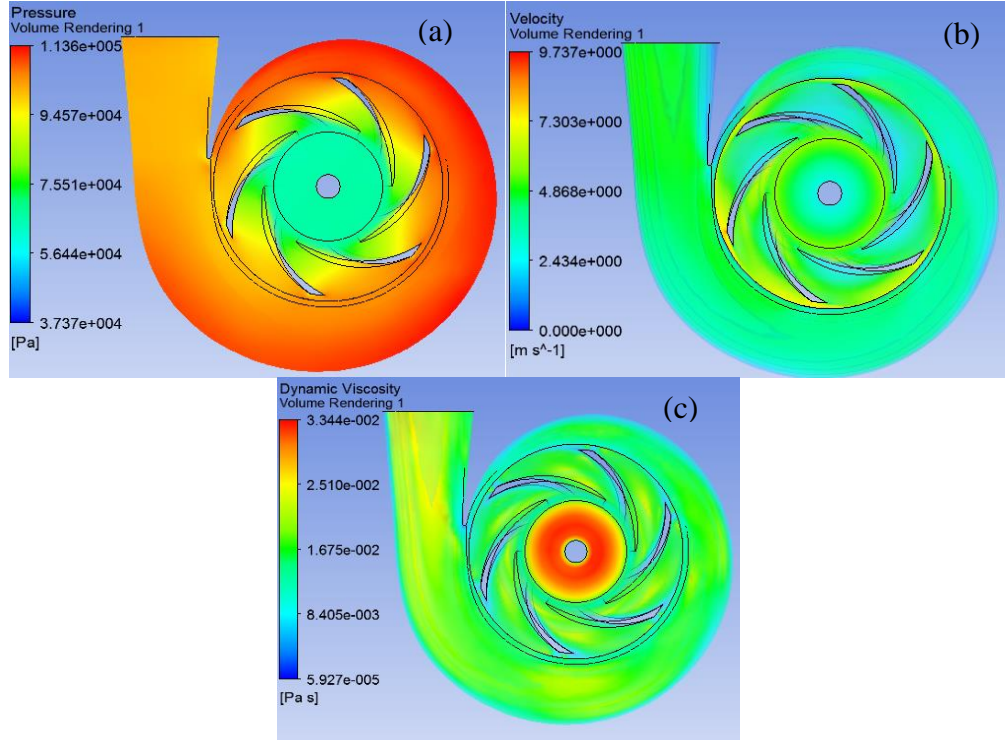 Pressure
Volume Rendering 1
(a)
1.136e+005
9.457e+004
7.551e+004
5.644e+004
3.737e+004
[Pa]
Velocity
Volume Rendering 1
(b)
9.737e+000
7.303e+000
4.868e+000
2.434e+000
0.000e+000
[m s^-1]
Dynamic Viscosity
Volume Rendering 1
(c)
3.344e-002
2.510e-002
1.675e-002
8.405e-003
5.927e-005
[Pa s]